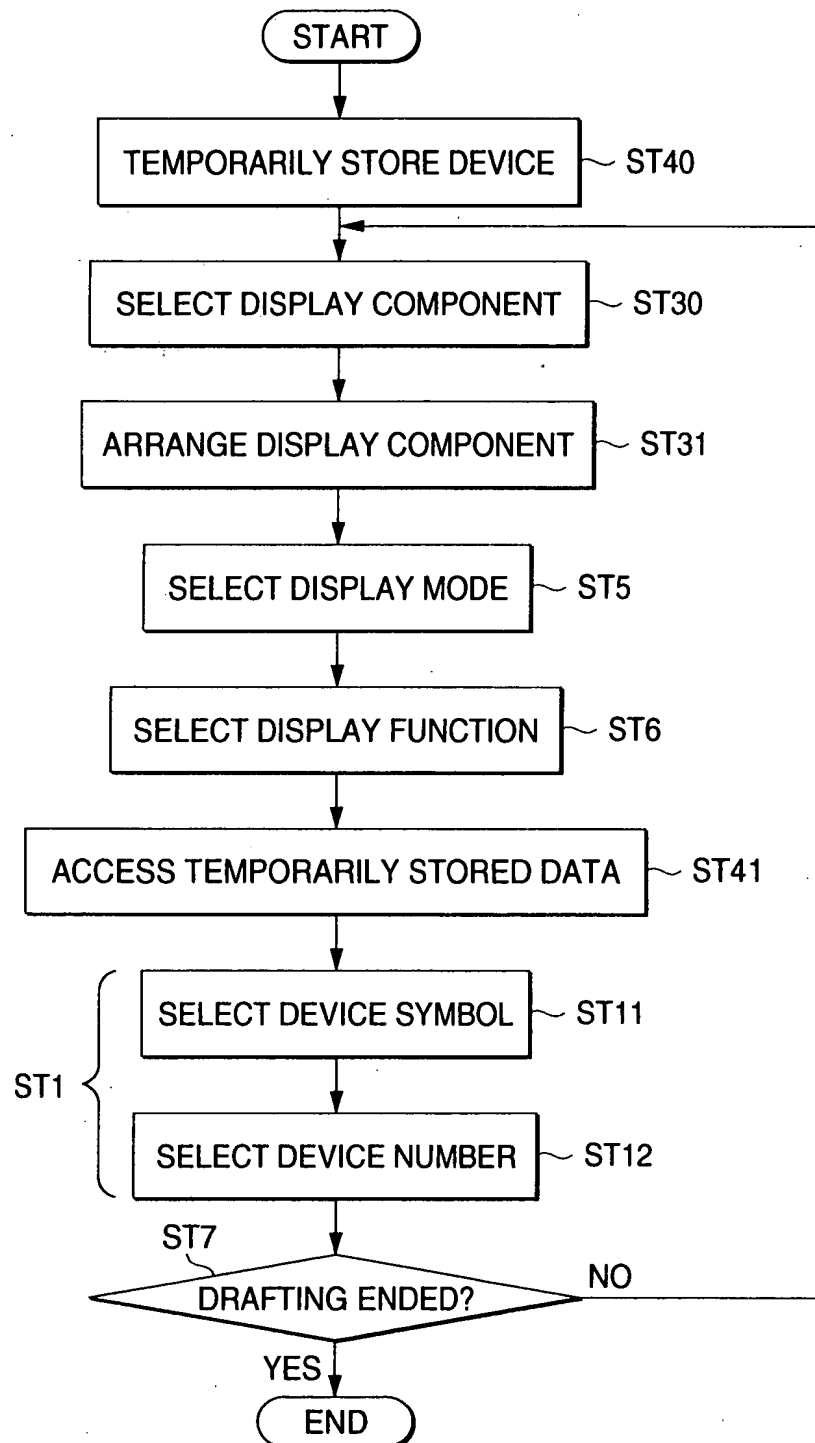 START
TEMPORARILY STORE DEVICE
ST40
SELECT DISPLAY COMPONENT
ST30
ARRANGE DISPLAY COMPONENT
ST31
SELECT DISPLAY MODE
ST5
SELECT DISPLAY FUNCTION
ST6
ACCESS TEMPORARILY STORED DATA
ST41
SELECT DEVICE SYMBOL
ST11
ST1
SELECT DEVICE NUMBER
ST12
ST7
DRAFTING ENDED?
NO
YES
END